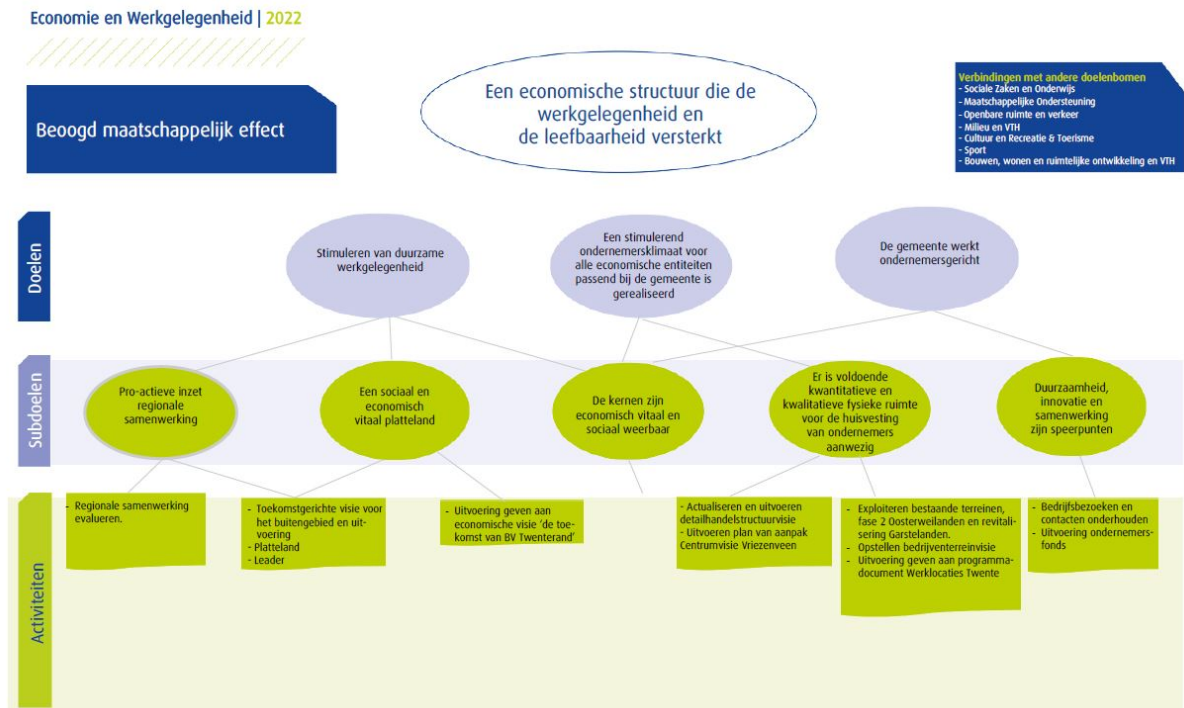 Economie en Werkgelegenheid | 2022
Beoogd maatschappelijk effect
Een economische structuur die de
werkgelegenheid en
de leefbaarheid versterkt
Verbindingen met andere doelenbomen
- Sociale Zaken en Onderwijs
- Maatschappelijke Ondersteuning
- Openbare ruimte en verkeer
- Milieu en VTH
- Cultuur en Recreatie & Toerisme
- Sport
- Bouwen, wonen en ruimtelijke ontwikkeling en VTH
Doelen
Stimuleren van duurzame
werkgelegenheid
Een stimulerend
ondernemersklimaat voor
alle economische entiteiten
passend bij de gemeente is
gerealiseerd
De gemeente werkt
ondernemersgericht
Subdoelen
Pro-actieve inzet
regionale
samenwerking
Een sociaal en
economisch
vitaal platteland
De kernen zijn
economisch vitaal en
sociaal weerbaar
Er is voldoende
kwantitatieve en
kwalitatieve fysieke ruimte
voor de huisvesting
van ondernemers
aanwezig
Duurzaamheid,
innovatie en
samenwerking
zijn speerpunten
Activiteiten
- Regionale samenwerking
evalueren.
- Toekomstgerichte visie voor
het buitengebied en uit-
voering
- Platteland
- Leader
- Uitvoering geven aan
economische visie 'de toe-
komst van BV Twenterand'
- Actualiseren en uitvoeren
detailhandelstructuurvisie
- Uitvoeren plan van aanpak
Centrumvisie Vriezenveen
- Exploiteren bestaande terreinen,
fase 2 Oosterweilanden en revitali-
sering Garstelanden.
- Opstellen bedrijventerreinvisie
- Uitvoering geven aan programma-
document Werklocaties Twente
- Bedrijfsbezoeken en
contacten onderhouden
- Uitvoering ondernemers-
fonds